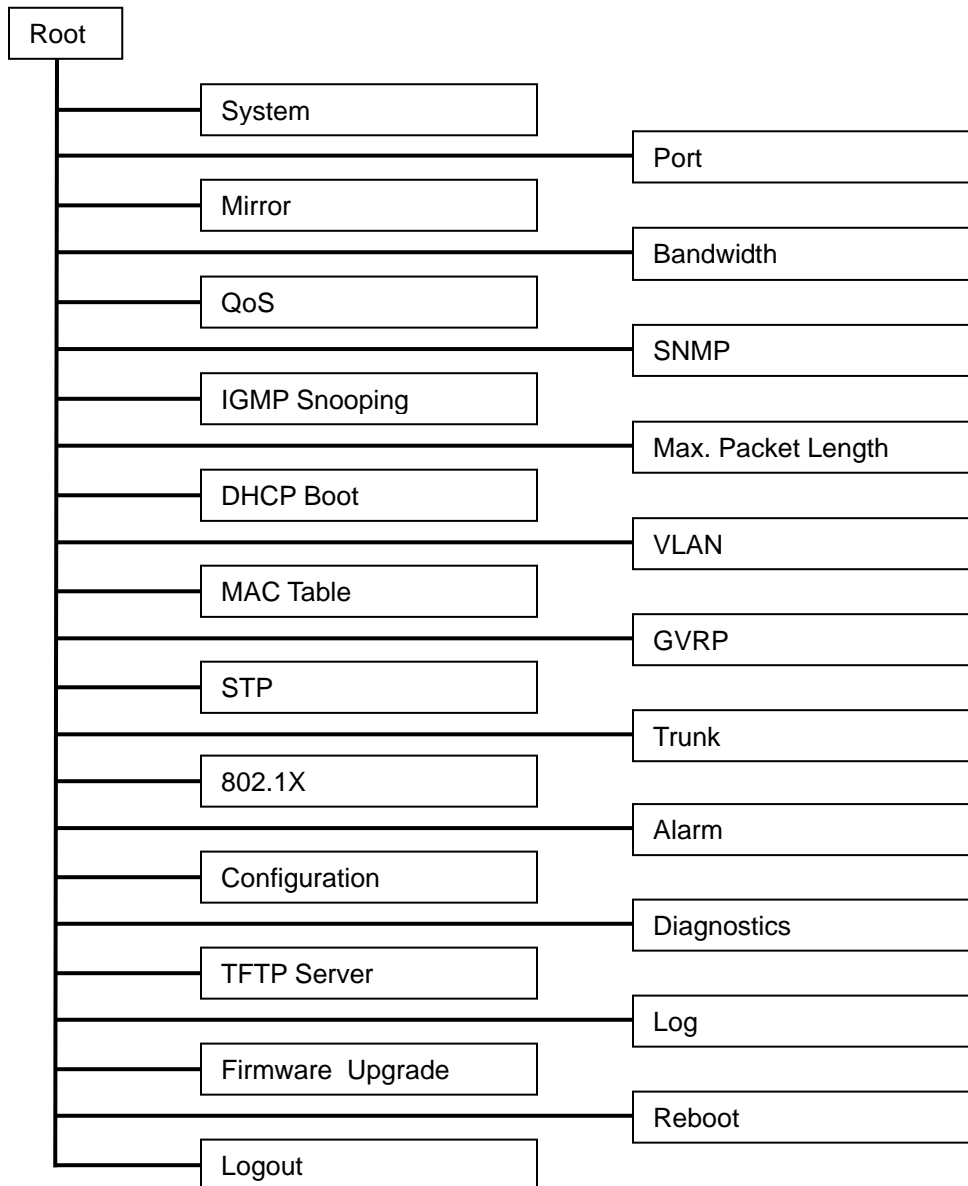 Root
System
Port
Mirror
Bandwidth
QoS
SNMP
IGMP Snooping
Max. Packet Length
DHCP Boot
VLAN
MAC Table
GVRP
STP
Trunk
802.1X
Alarm
Configuration
Diagnostics
TFTP Server
Log
Firmware  Upgrade
Reboot
Logout